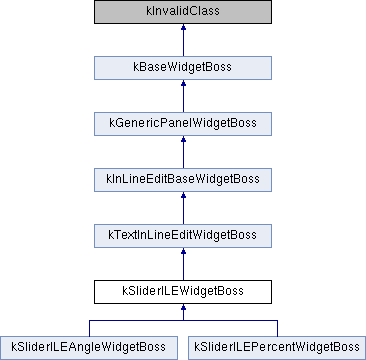 kInvalidClass
kBaseWidgetBoss
kGenericPanelWidgetBoss
kInLineEditBaseWidgetBoss
kTextInLineEditWidgetBoss
kSliderILEWidgetBoss
kSliderILEAngleWidgetBoss
kSliderILEPercentWidgetBoss